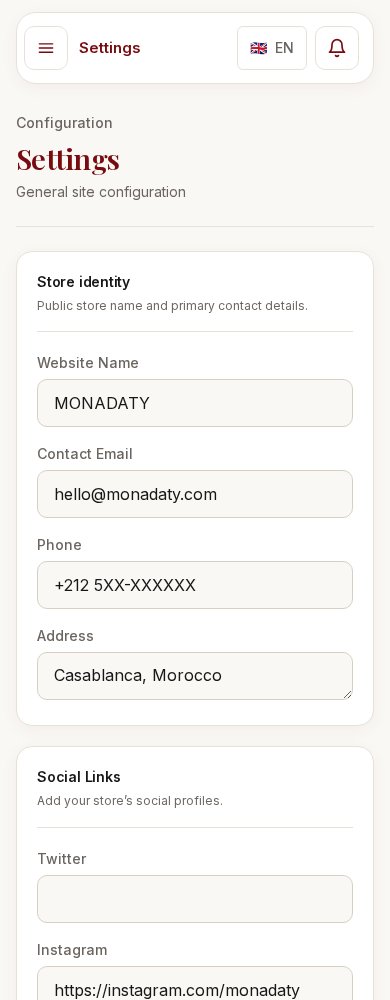 Settings
EN
Configuration
Settings
General site configuration
Store identity
Public store name and primary contact details.
Website Name
MONADATY
Contact Email
hello@monadaty.com
Phone
+212 5XX-XXXXXX
Address
Casablanca, Morocco
Social Links
Add your store’s social profiles.
Twitter
Instagram
https://instagram.com/monadaty